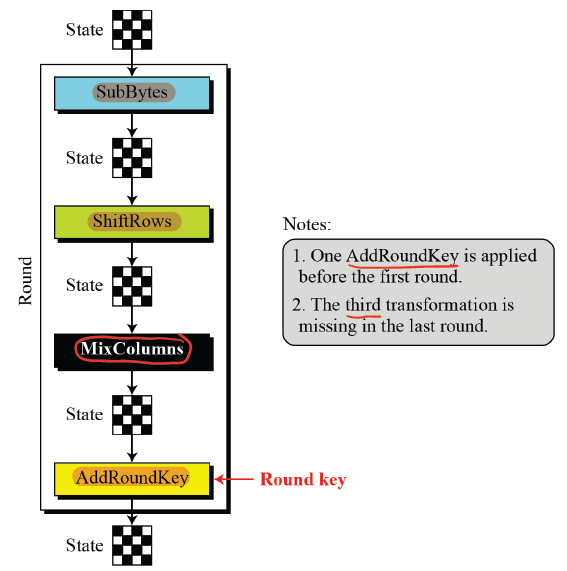 State
SubBytes
State
ShiftRows
State
MixColumns
State
AddRoundKey
Round key
State
Round
Notes:
1. One AddRoundKey is applied
before the first round.
2. The third transformation is
missing in the last round.